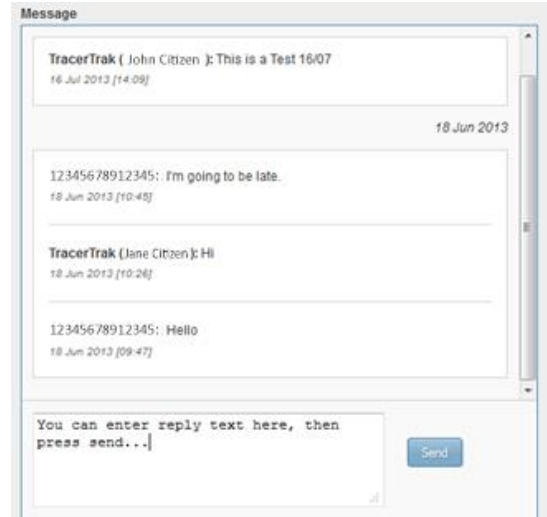 Message
TracerTrak ( John Citizen ): This is a Test 16/07
16 Jul 2013 [14:09]
18 Jun 2013
12345678912345: I'm going to be late.
18 Jun 2013 [10:45]
TracerTrak (Jane Citizen ): Hi
18 Jun 2013 [10:26]
12345678912345: Hello
18 Jun 2013 [09:47]
You can enter reply text here, then
press send...
Send